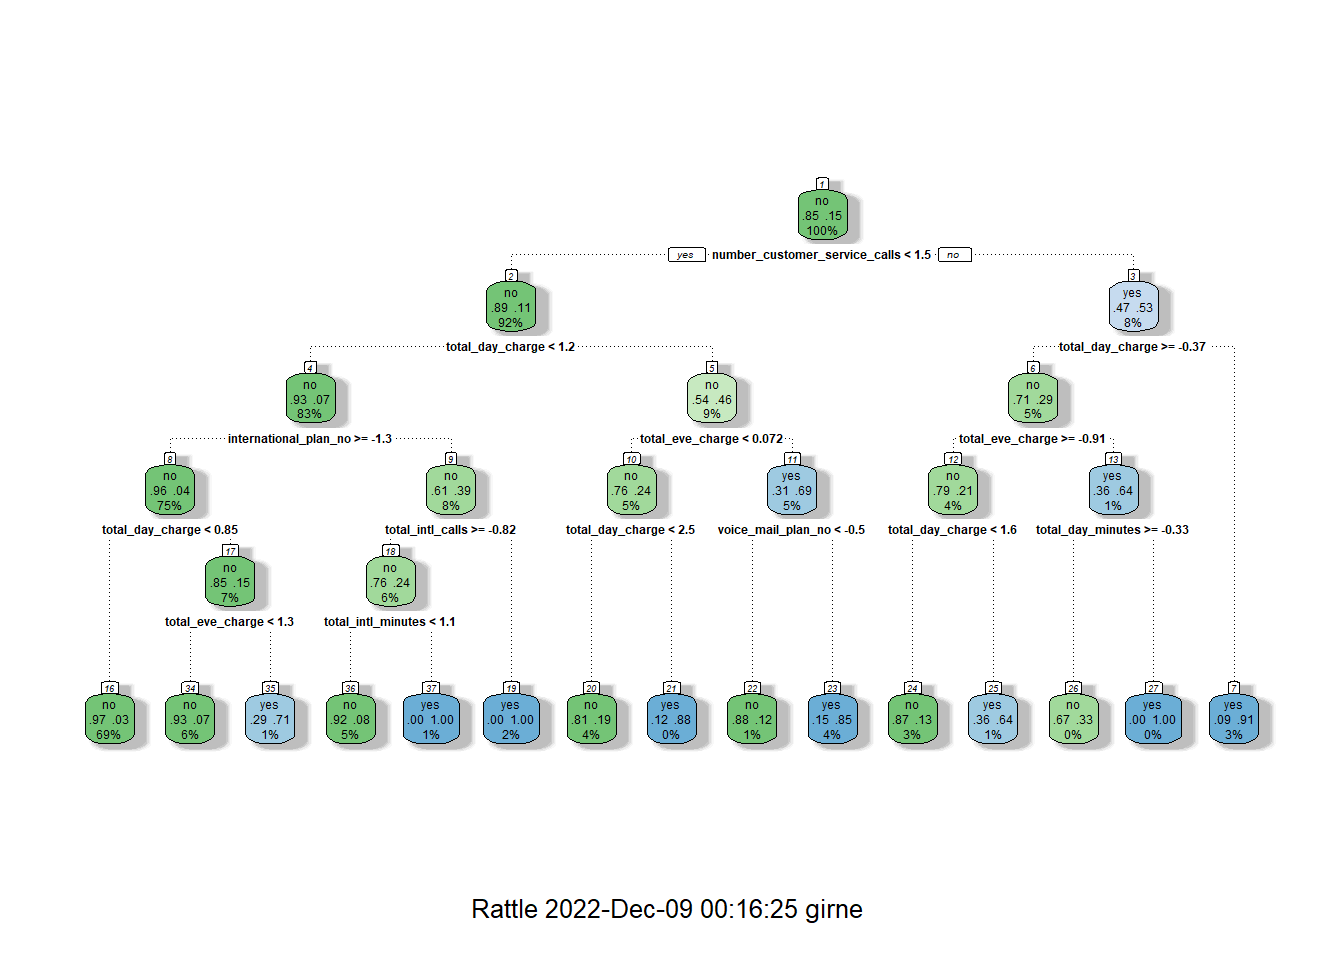 1
no
.85 .15
100%
yes number_customer_service_calls < 1.5 no
2
no
.89 .11
92%
3
yes
.47 .53
8%
total_day_charge < 1.2
total_day_charge >= -0.37
4
no
.93 .07
83%
5
no
.54 .46
9%
6
no
.71 .29
5%
international_plan_no >= -1.3
total_eve_charge < 0.072
total_eve_charge >= -0.91
8
no
.96 .04
75%
9
no
.61 .39
8%
10
no
.76 .24
5%
11
yes
.31 .69
5%
12
no
.79 .21
4%
13
yes
.36 .64
1%
total_day_charge < 0.85
total_intl_calls >= -0.82
total_day_charge < 2.5
voice_mail_plan_no < -0.5
total_day_charge < 1.6
total_day_minutes >= -0.33
17
no
.85 .15
7%
18
no
.76 .24
6%
total_eve_charge < 1.3
total_intl_minutes < 1.1
16
no
.97 .03
69%
34
no
.93 .07
6%
35
yes
.29 .71
1%
36
no
.92 .08
5%
37
yes
.00 1.00
1%
19
yes
.00 1.00
2%
20
no
.81 .19
4%
21
yes
.12 .88
0%
22
no
.88 .12
1%
23
yes
.15 .85
4%
24
no
.87 .13
3%
25
yes
.36 .64
1%
26
no
.67 .33
0%
27
yes
.00 1.00
0%
7
yes
.09 .91
3%
Rattle 2022-Dec-09 00:16:25 girne